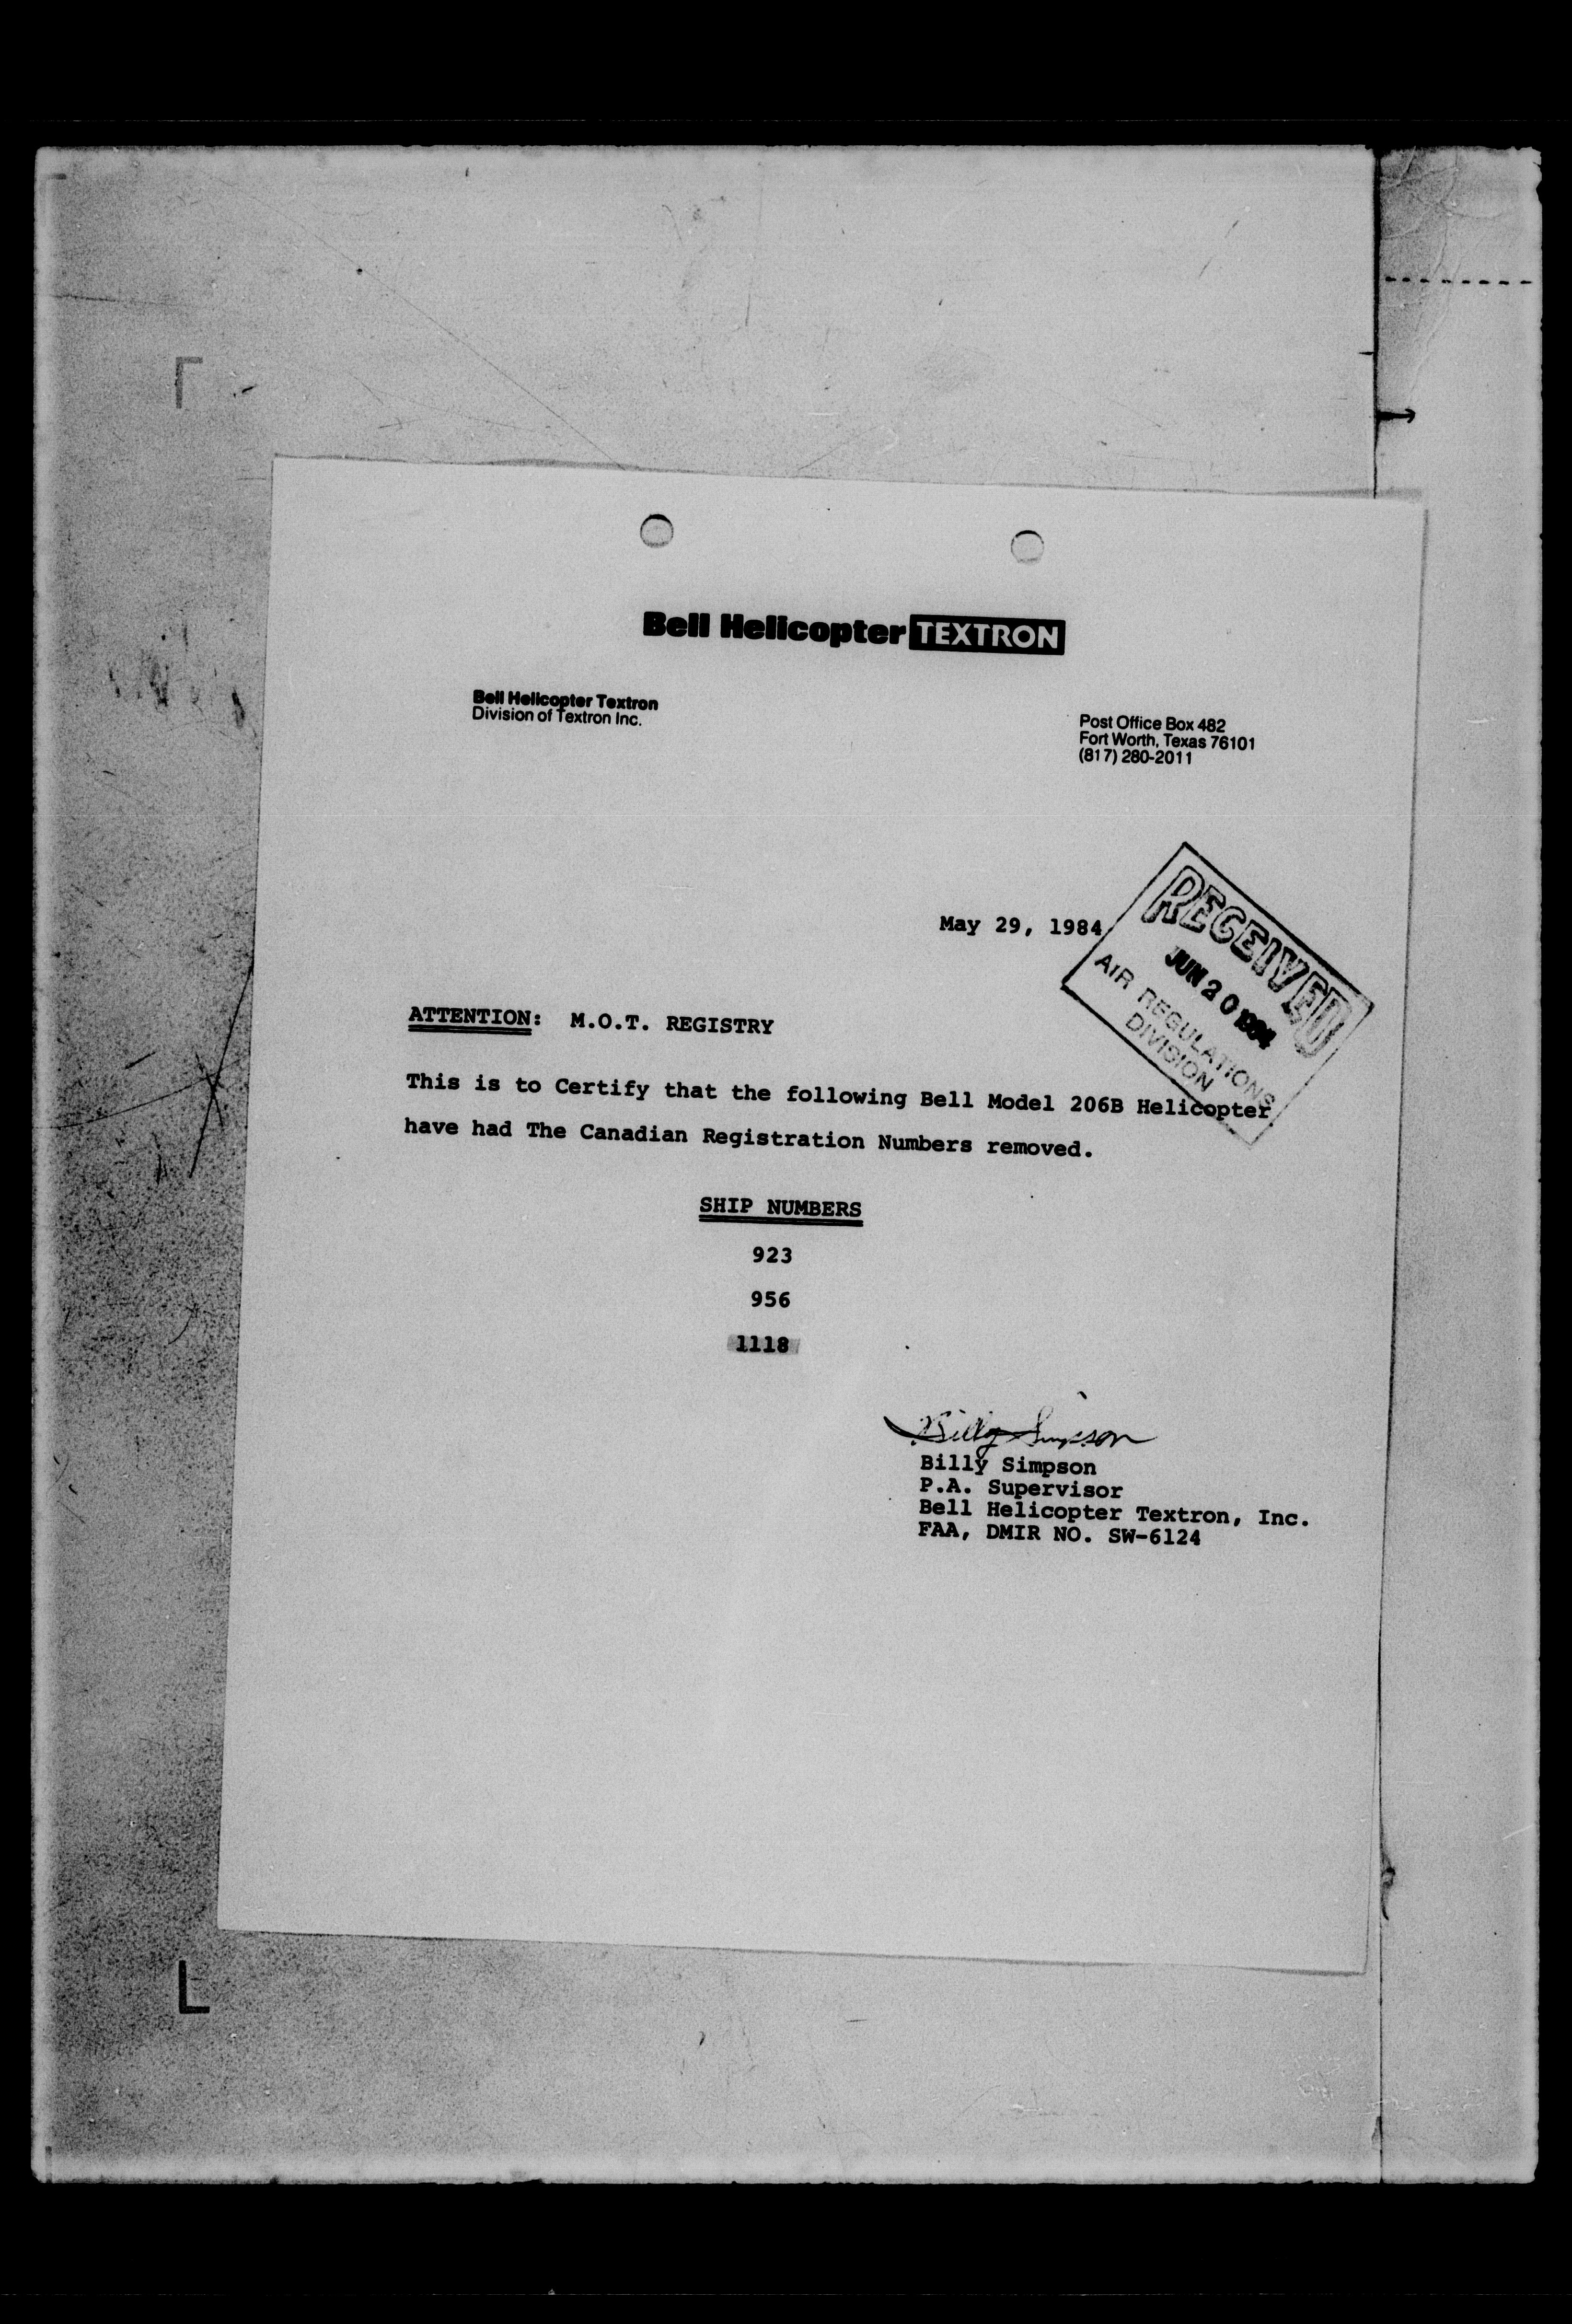 Bell Helicopter TEXTRON
Bell Helicopter Textron
Division of Textron Inc.
Post Office Box 482
Fort Worth, Texas 76101
(817) 280-2011
May 29, 1984
RECEIVED
JUN 20 1984
AIR REGULATIONS
DIVISION
ATTENTION: M.O.T. REGISTRY
This is to Certify that the following Bell Model 206B Helicopter
have had The Canadian Registration Numbers removed.
SHIP NUMBERS
923
956
1118
Billy Simpson
Billy Simpson
P.A. Supervisor
Bell Helicopter Textron, Inc.
FAA, DMIR NO. SW-6124